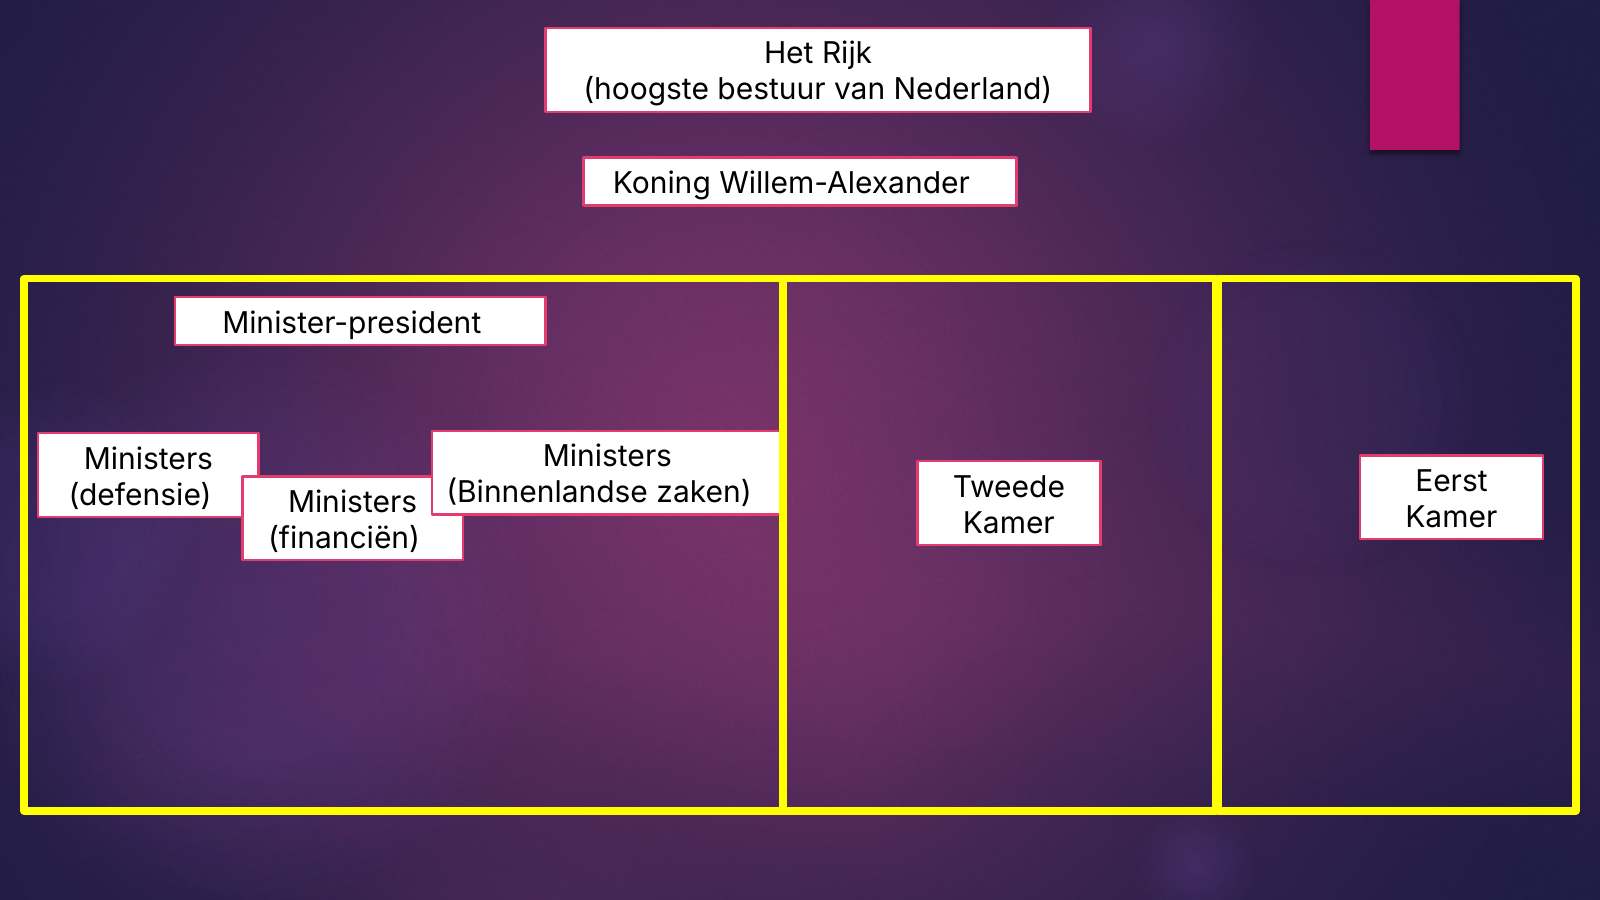 Het Rijk
(hoogste bestuur van Nederland)
Koning Willem-Alexander
Minister-president
Ministers
(defensie)
Ministers
(financiën)
Ministers
(Binnenlandse zaken)
Tweede
Kamer
Eerst
Kamer